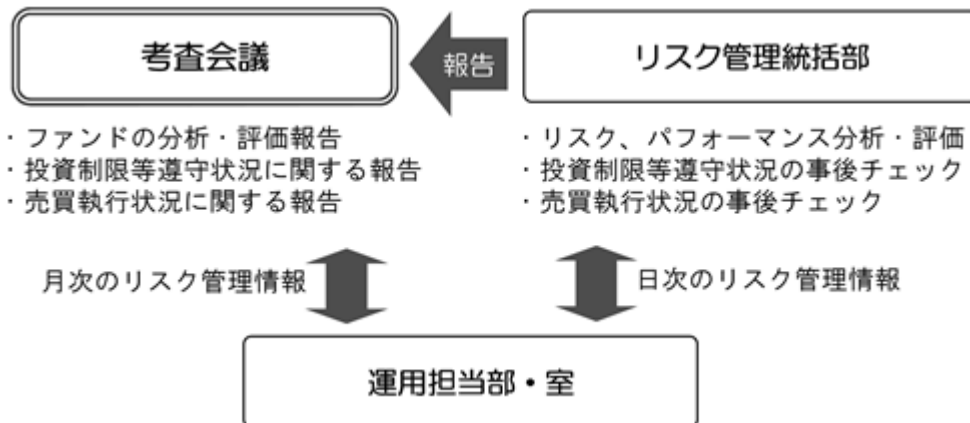 考査会議
報告
リスク管理統括部
・ファンドの分析・評価報告
・投資制限等遵守状況に関する報告
・売買執行状況に関する報告
・リスク、パフォーマンス分析・評価
・投資制限等遵守状況の事後チェック
・売買執行状況の事後チェック
月次のリスク管理情報
日次のリスク管理情報
運用担当部・室